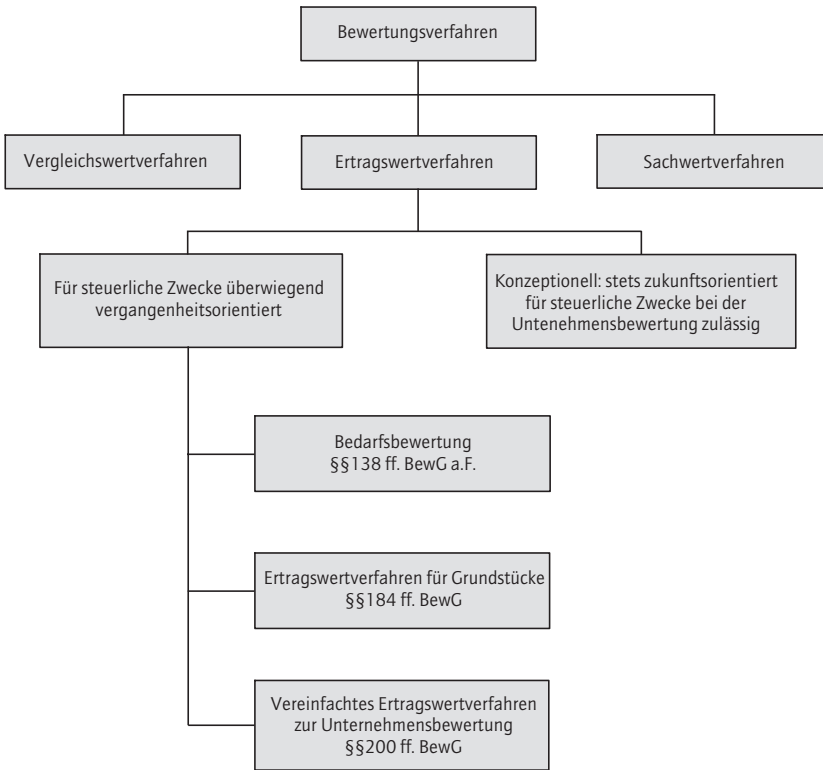 Bewertungsverfahren
Vergleichswertverfahren
Ertragswertverfahren
Sachwertverfahren
Für steuerliche Zwecke überwiegend
vergangenheitsorientiert
Konzeptionell: stets zukunftsorientiert
für steuerliche Zwecke bei der
Untenehmensbewertung zulässig
Bedarfsbewertung
§§138 ff. BewG a.F.
Ertragswertverfahren für Grundstücke
§§184 ff. BewG
Vereinfachtes Ertragswertverfahren
zur Unternehmensbewertung
§§200 ff. BewG